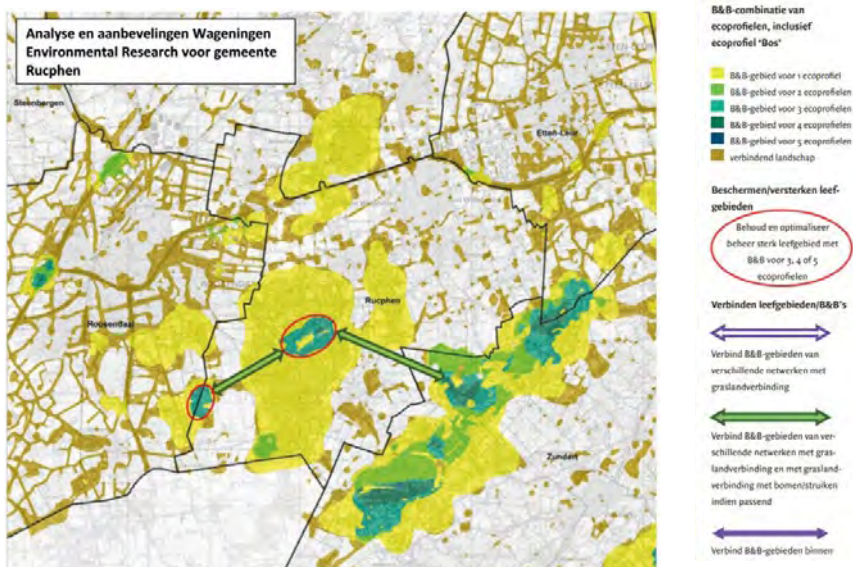 Analyse en aanbevelingen Wageningen
Environmental Research voor gemeente
Rucphen
Steenbergen
Etten-Leur
Rucphen
Roosendaal
Zundert
B&B-combinatie van
ecoprofielen, inclusief
ecoprofiel 'Bos'
B&B-gebied voor 1 ecoprofiel
B&B-gebied voor 2 ecoprofielen
B&B-gebied voor 3 ecoprofielen
B&B-gebied voor 4 ecoprofielen
B&B-gebied voor 5 ecoprofielen
verbindend landschap
Beschermen/versterken leef-
gebieden
Behoud en optimaliseer
beheer sterk leefgebied met
B&B voor 3, 4 of 5
ecoprofielen
Verbinden leefgebieden/B&B's
Verbind B&B-gebieden van
verschillende netwerken met
graslandverbinding
Verbind B&B-gebieden van ver-
schillende netwerken met gras-
landverbinding en met grasland-
verbinding met bomen/struiken
indien passend
Verbind B&B-gebieden binnen